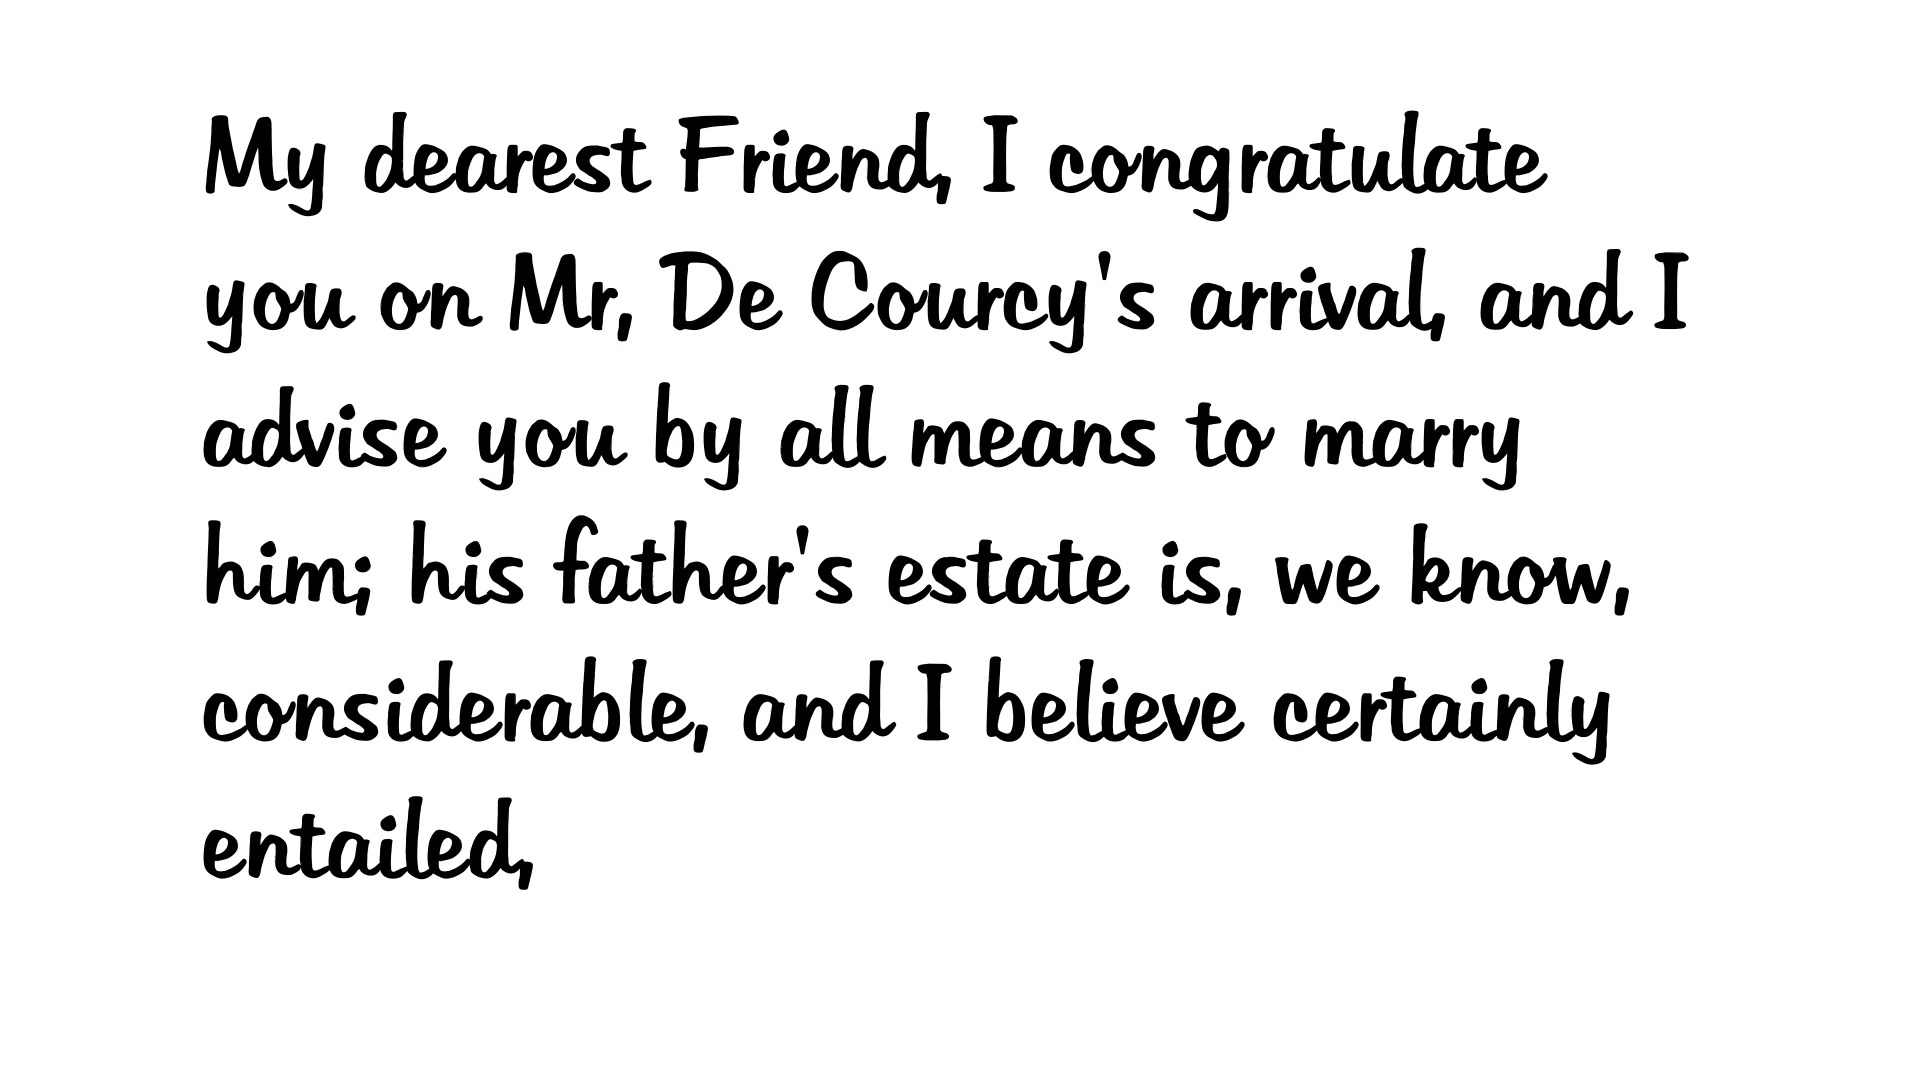 My dearest Friend, I congratulate
you on Mr, De Courcy's arrival, and I
advise you by all means to marry
him; his father's estate is, we know,
considerable, and I believe certainly
entailed,